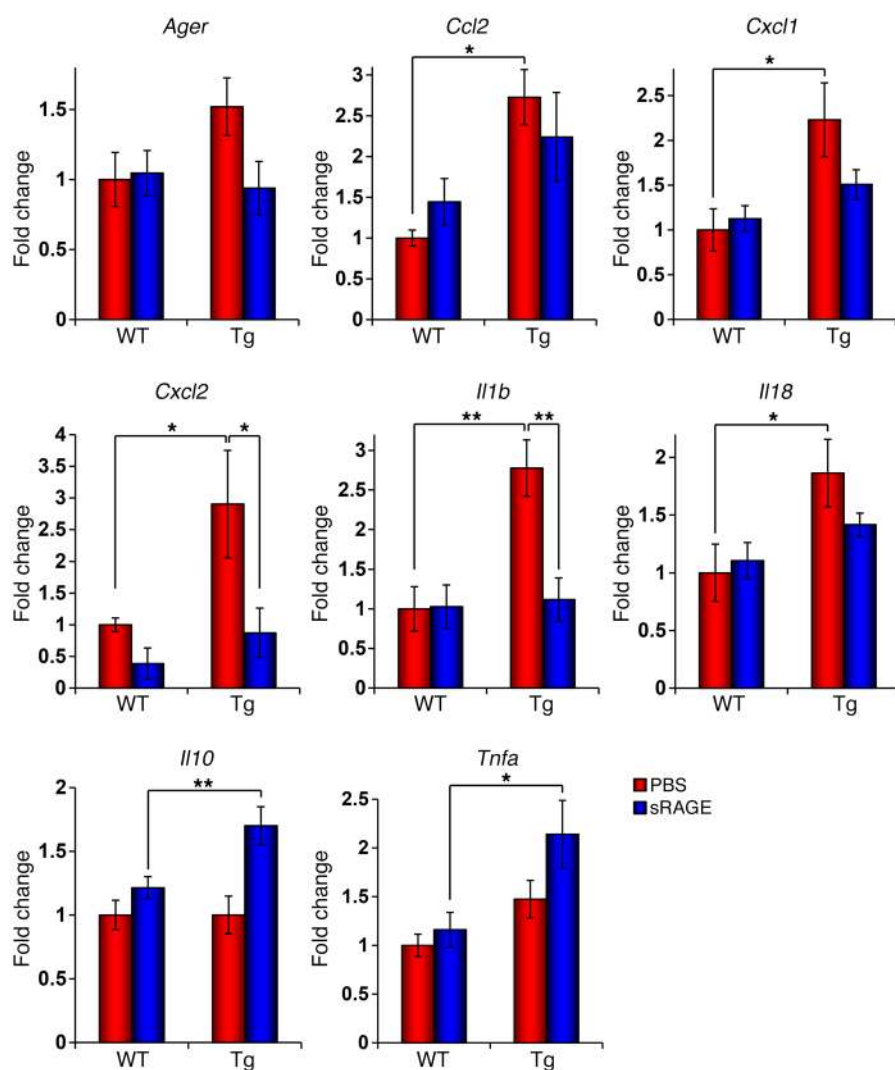 Ager
Fold change
1.5
1
0.5
0
WT
Tg
Ccl2
*
Fold change
3
2.5
2
1.5
1
0.5
0
WT
Tg
Cxcl1
*
Fold change
2.5
2
1.5
1
0.5
0
WT
Tg
Cxcl2
*
*
Fold change
4
3.5
3
2.5
2
1.5
1
0.5
0
WT
Tg
Il1b
**
**
Fold change
3
2.5
2
1.5
1
0.5
0
WT
Tg
Il18
*
Fold change
2
1.5
1
0.5
0
WT
Tg
Il10
**
Fold change
2
1.5
1
0.5
0
WT
Tg
Tnfa
*
Fold change
2.5
2
1.5
1
0.5
0
WT
Tg
PBS
sRAGE